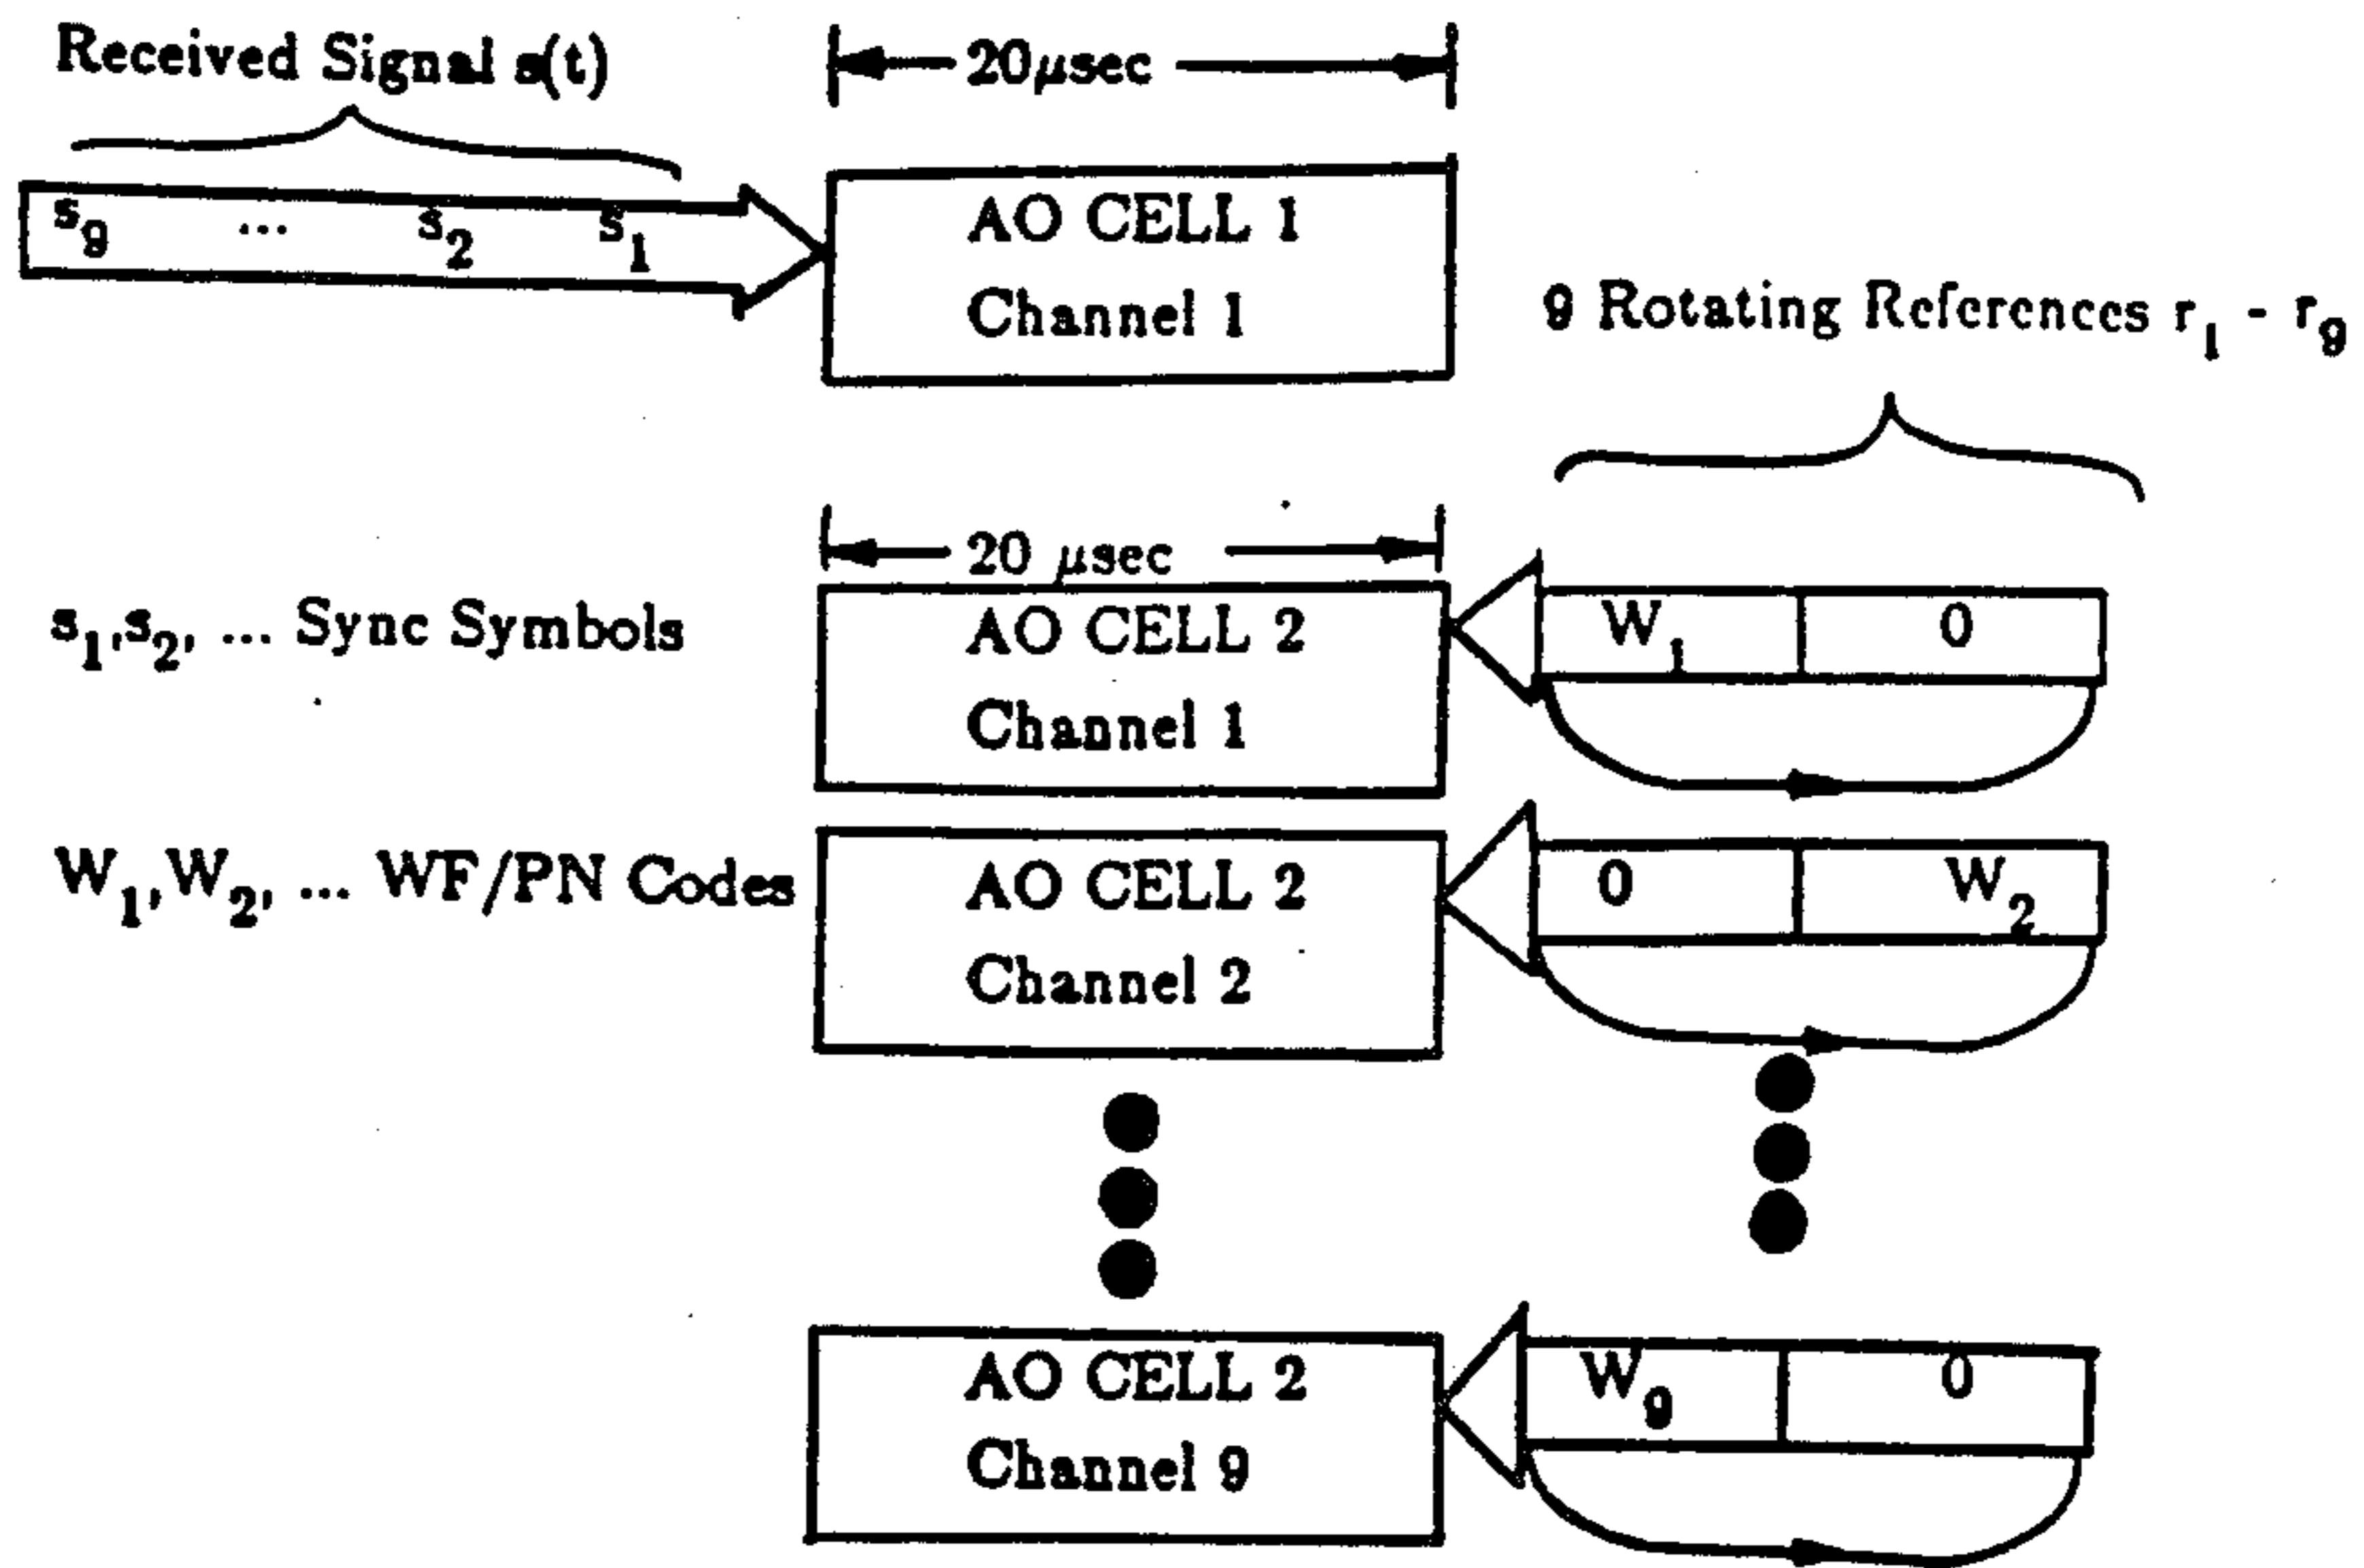 Received Signal s(t)
20μsec
s9 ... s2 s1
AO CELL 1
Channel 1
9 Rotating References r1 - r9
20 μsec
s1,s2, ... Sync Symbols
AO CELL 2
Channel 1
W1 0
W1,W2, ... WF/PN Codes
AO CELL 2
Channel 2
0 W2
AO CELL 2
Channel 9
W9 0